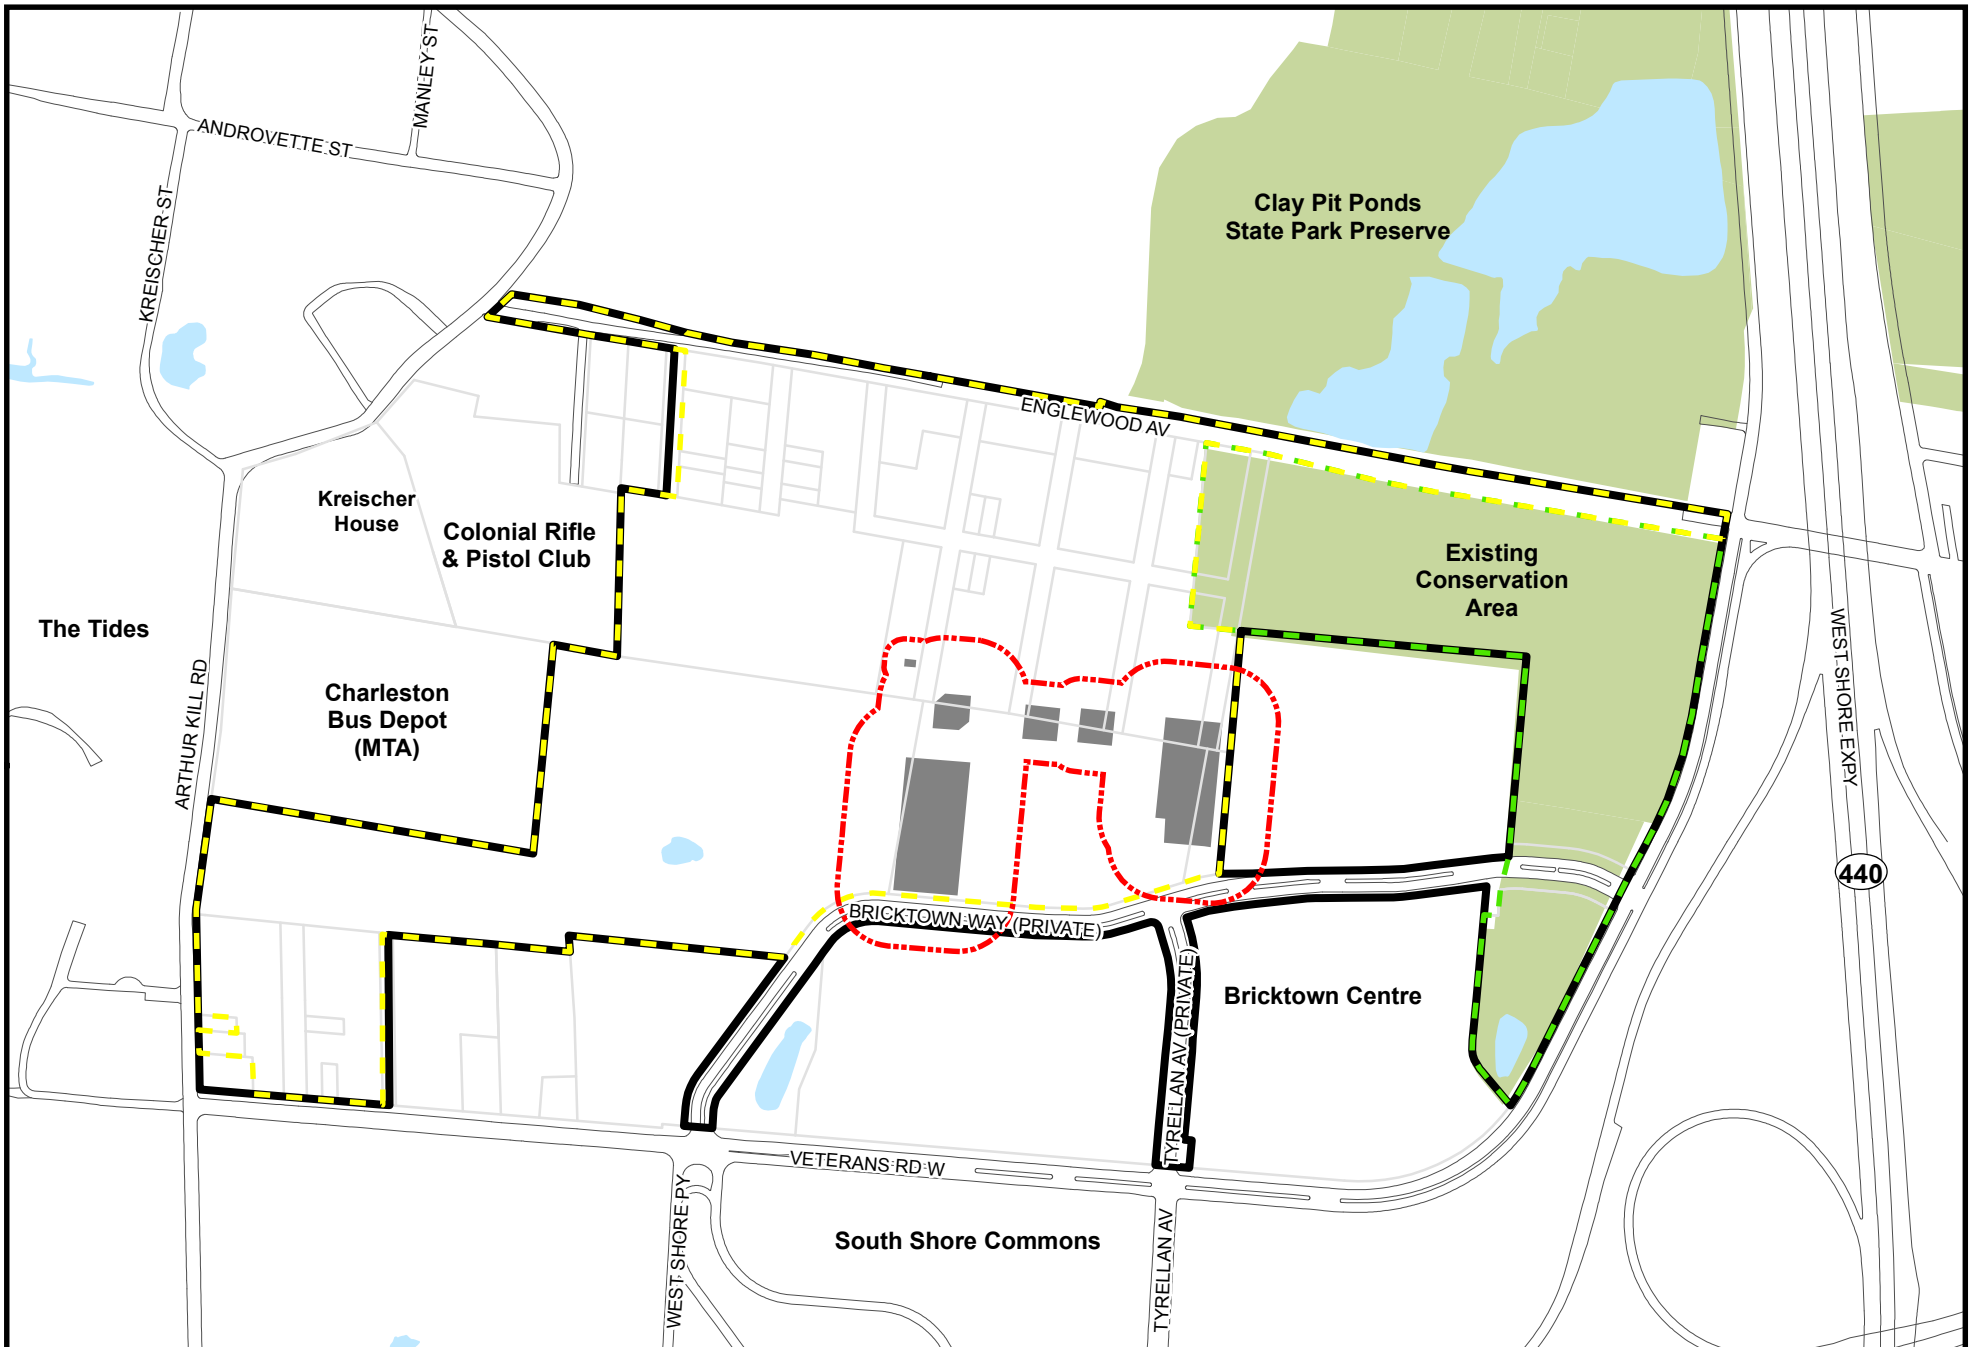 MANLEY ST
ANDROVETTE ST
KREISCHER ST
Clay Pit Ponds
State Park Preserve
ENGLEWOOD AV
Kreischer
House
Colonial Rifle
& Pistol Club
Existing
Conservation
Area
The Tides
ARTHUR KILL RD
Charleston
Bus Depot
(MTA)
WEST SHORE EXPY
440
BRICKTOWN WAY (PRIVATE)
TYRELLAN AV (PRIVATE)
Bricktown Centre
VETERANS RD W
WEST SHORE PY
South Shore Commons
TYRELLAN AV